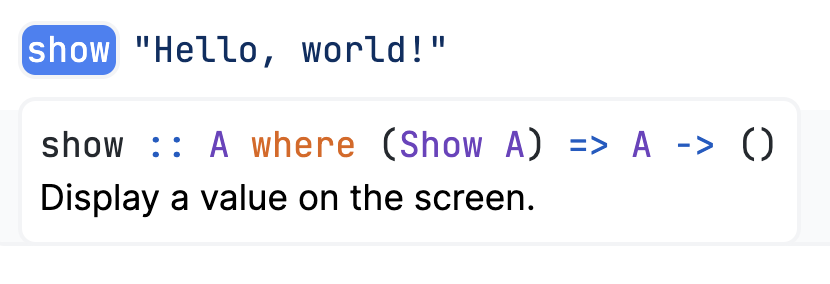 show "Hello, world!"
show :: A where (Show A) => A -> ()
Display a value on the screen.